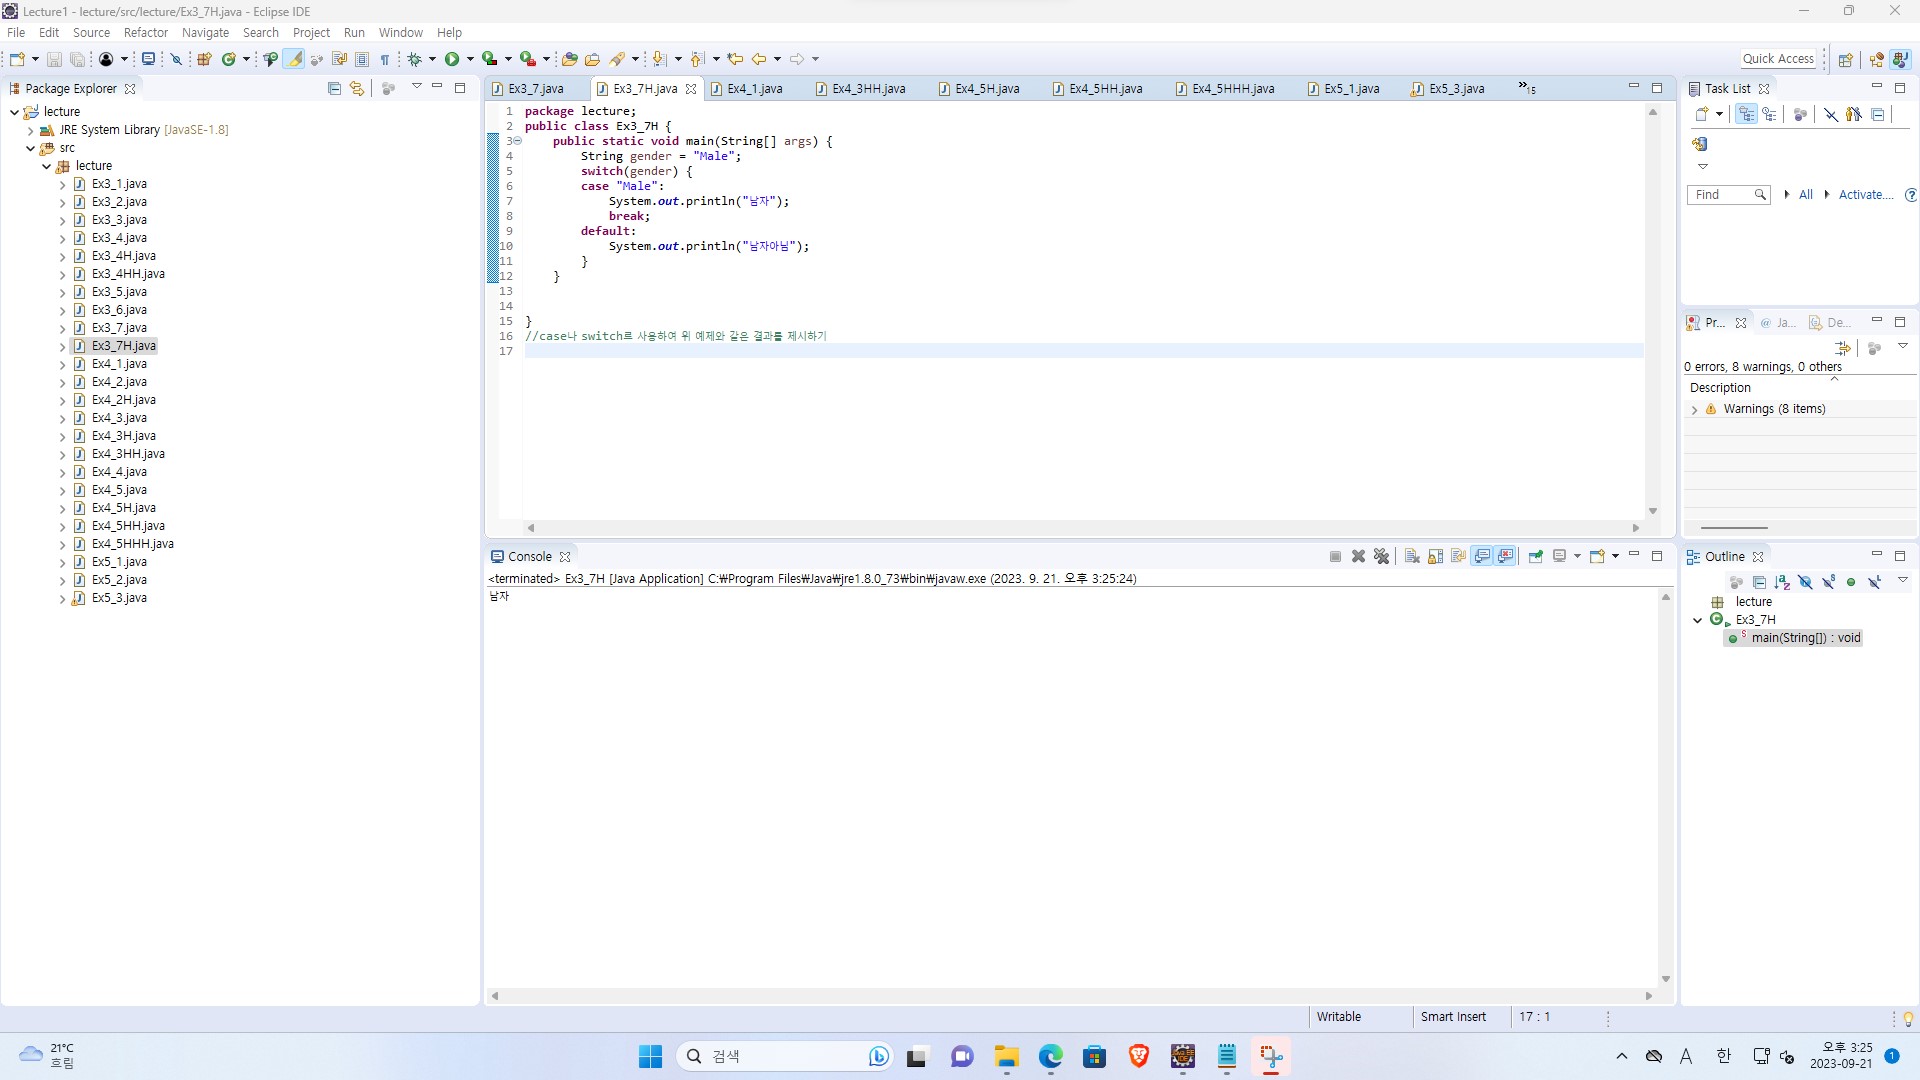 Lecture1 - lecture/src/lecture/Ex3_7H.java - Eclipse IDE
File Edit Source Refactor Navigate Search Project Run Window Help
Quick Access
Package Explorer
lecture
JRE System Library [JavaSE-1.8]
src
lecture
Ex3_1.java
Ex3_2.java
Ex3_3.java
Ex3_4.java
Ex3_4H.java
Ex3_4HH.java
Ex3_5.java
Ex3_6.java
Ex3_7.java
Ex3_7H.java
Ex4_1.java
Ex4_2.java
Ex4_2H.java
Ex4_3.java
Ex4_3H.java
Ex4_3HH.java
Ex4_4.java
Ex4_5.java
Ex4_5H.java
Ex4_5HH.java
Ex4_5HHH.java
Ex5_1.java
Ex5_2.java
Ex5_3.java
Ex3_7.java Ex3_7H.java Ex4_1.java Ex4_3HH.java Ex4_5H.java Ex4_5HH.java Ex4_5HHH.java Ex5_1.java Ex5_3.java »15
1 package lecture;
2 public class Ex3_7H {
3 public static void main(String[] args) {
4 String gender = "Male";
5 switch(gender) {
6 case "Male":
7 System.out.println("남자");
8 break;
9 default:
10 System.out.println("남자아님");
11 }
12 }
13
14
15 }
16 //case나 switch로 사용하여 위 예제와 같은 결과를 제시하기
17
Console
<terminated> Ex3_7H [Java Application] C:₩Program Files₩Java₩jre1.8.0_73₩bin₩javaw.exe (2023. 9. 21. 오후 3:25:24)
남자
Task List
Find All Activate...
Pr... Ja... De...
0 errors, 8 warnings, 0 others
Description
Warnings (8 items)
Outline
lecture
Ex3_7H
main(String[]) : void
Writable Smart Insert 17 : 1
21°C
흐림
검색
A 한
오후 3:25
2023-09-21
1